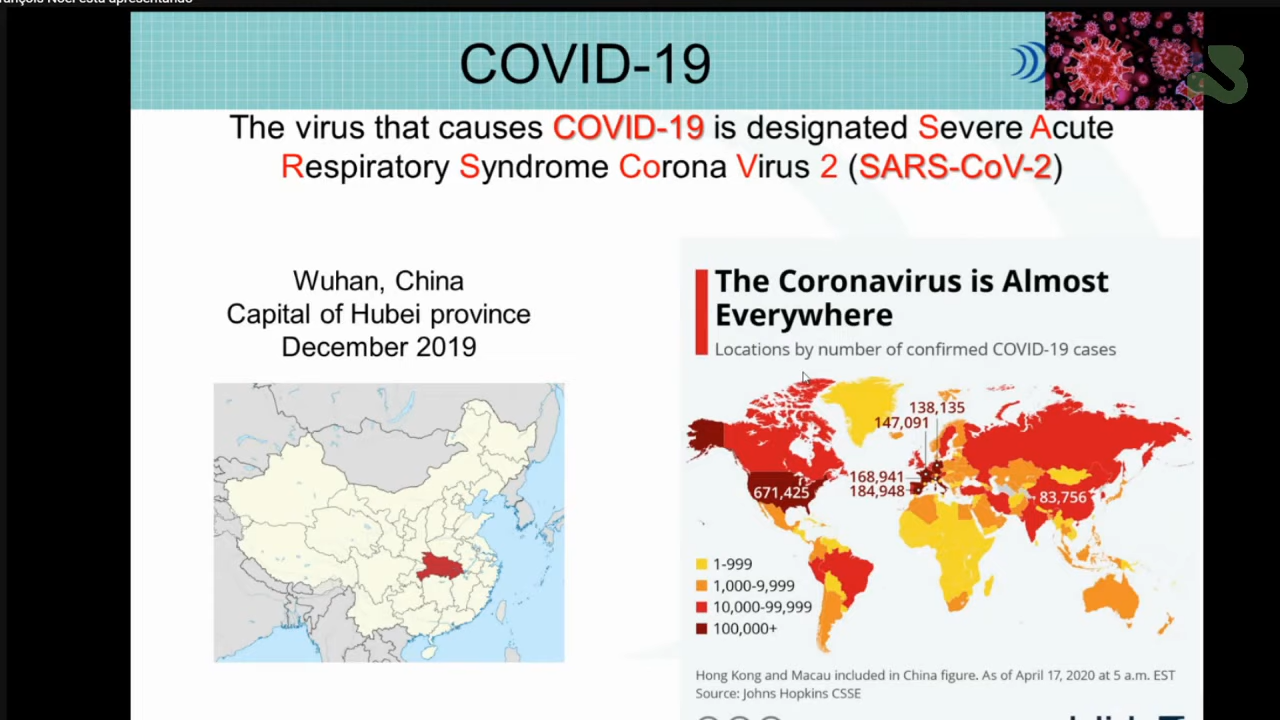 COVID-19
The virus that causes COVID-19 is designated Severe Acute
Respiratory Syndrome Corona Virus 2 (SARS-CoV-2)
Wuhan, China
Capital of Hubei province
December 2019
The Coronavirus is Almost
Everywhere
Locations by number of confirmed COVID-19 cases
138,135
147,091
168,941
184,948
671,425
83,756
1-999
1,000-9,999
10,000-99,999
100,000+
Hong Kong and Macau included in China figure. As of April 17, 2020 at 5 a.m. EST
Source: Johns Hopkins CSSE